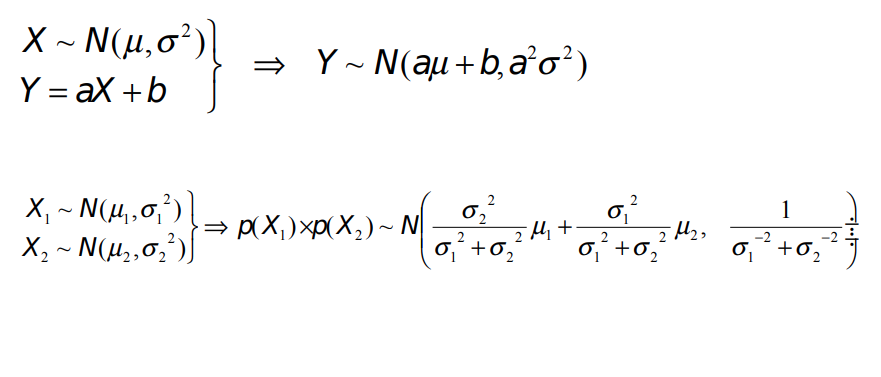 X ~ N(μ,σ²)
Y = aX + b
⇒ Y ~ N(aμ + b, a²σ²)
X₁ ~ N(μ₁,σ₁²)
X₂ ~ N(μ₂,σ₂²)
⇒ p(X₁)×p(X₂) ~ N( σ₂²/(σ₁²+σ₂²) μ₁ + σ₁²/(σ₁²+σ₂²) μ₂, 1/(σ₁⁻²+σ₂⁻²) )